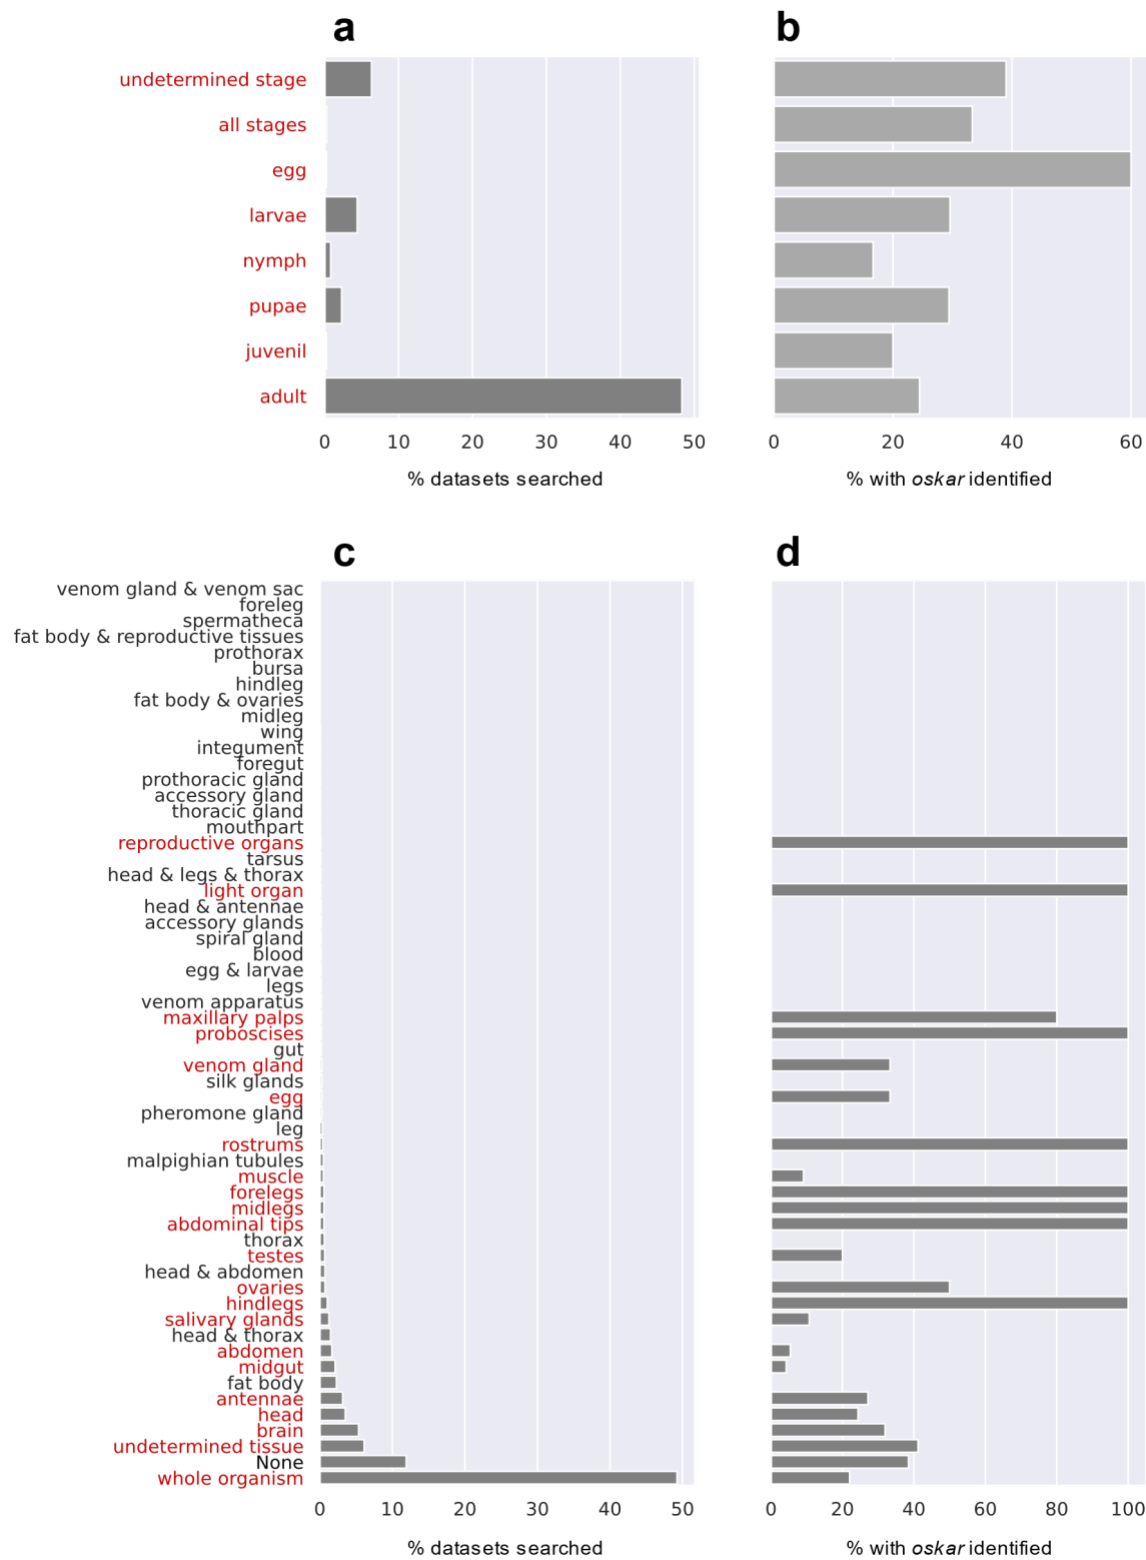 a
b
undetermined stage
all stages
egg
larvae
nymph
pupae
juvenil
adult
0 10 20 30 40 50
0 20 40 60
% datasets searched
% with oskar identified
c
d
venom gland & venom sac
foreleg
spermatheca
fat body & reproductive tissues
prothorax
bursa
hindleg
fat body & ovaries
midleg
wing
integument
foregut
prothoracic gland
accessory gland
thoracic gland
mouthpart
reproductive organs
tarsus
head & legs & thorax
light organ
head & antennae
accessory glands
spiral gland
blood
egg & larvae
legs
venom apparatus
maxillary palps
proboscises
gut
venom gland
silk glands
egg
pheromone gland
leg
rostrums
malpighian tubules
muscle
forelegs
midlegs
abdominal tips
thorax
testes
head & abdomen
ovaries
hindlegs
salivary glands
head & thorax
abdomen
midgut
fat body
antennae
head
brain
undetermined tissue
None
whole organism
0 10 20 30 40 50
0 20 40 60 80 100
% datasets searched
% with oskar identified